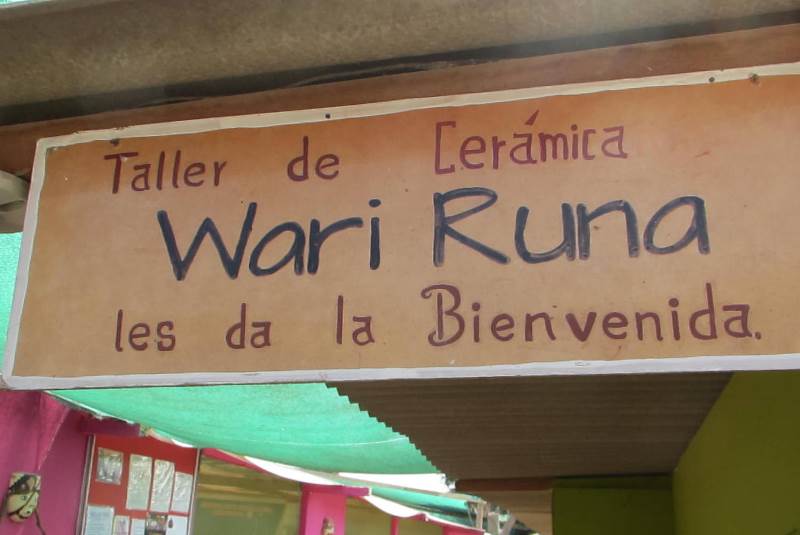 Taller de Cerámica
Wari Runa
les da la Bienvenida.